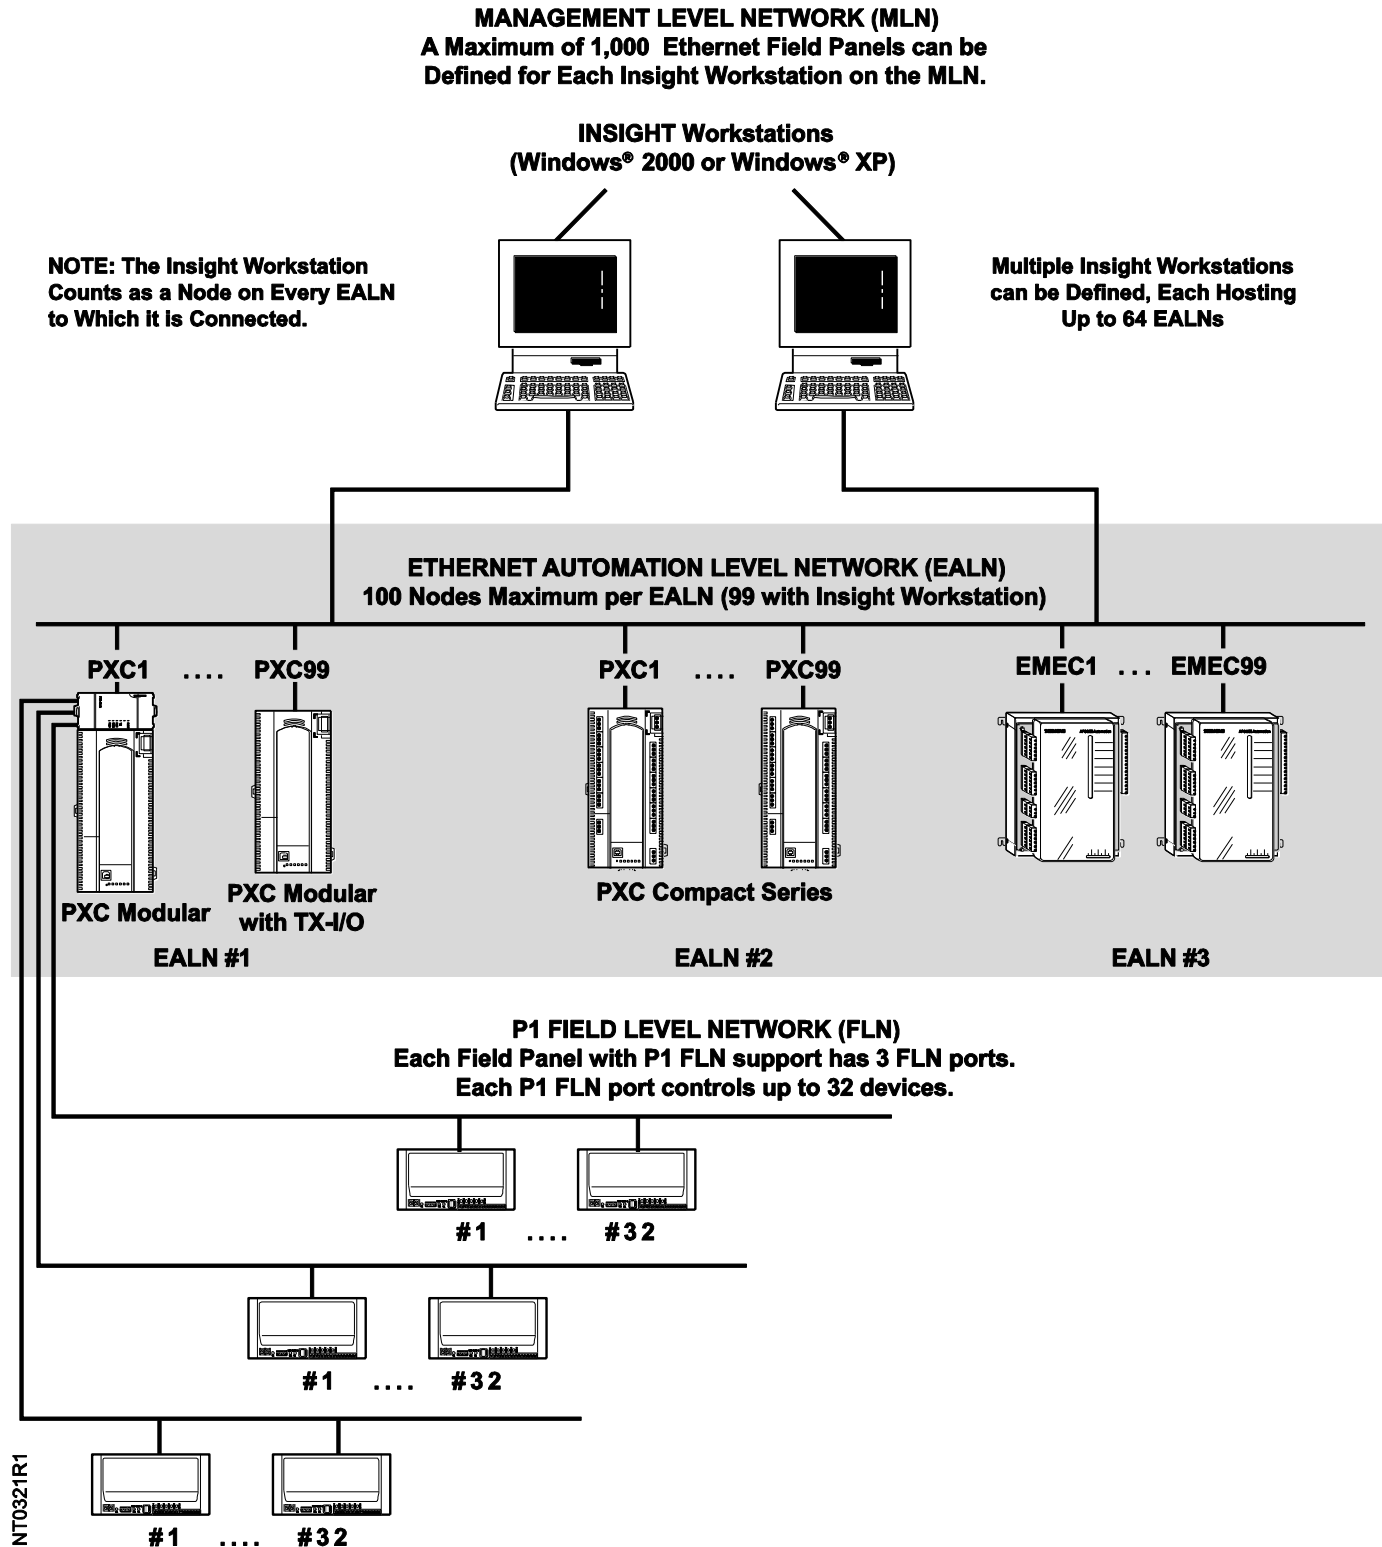 MANAGEMENT LEVEL NETWORK (MLN)
A Maximum of 1,000 Ethernet Field Panels can be
Defined for Each Insight Workstation on the MLN.
INSIGHT Workstations
(Windows® 2000 or Windows® XP)
NOTE: The Insight Workstation
Counts as a Node on Every EALN
to Which it is Connected.
Multiple Insight Workstations
can be Defined, Each Hosting
Up to 64 EALNs
ETHERNET AUTOMATION LEVEL NETWORK (EALN)
100 Nodes Maximum per EALN (99 with Insight Workstation)
PXC1 .... PXC99
PXC1 .... PXC99
EMEC1 ... EMEC99
PXC Modular
PXC Modular
with TX-I/O
PXC Compact Series
EALN #1
EALN #2
EALN #3
P1 FIELD LEVEL NETWORK (FLN)
Each Field Panel with P1 FLN support has 3 FLN ports.
Each P1 FLN port controls up to 32 devices.
#1 .... #32
#1 .... #32
#1 .... #32
NT0321R1